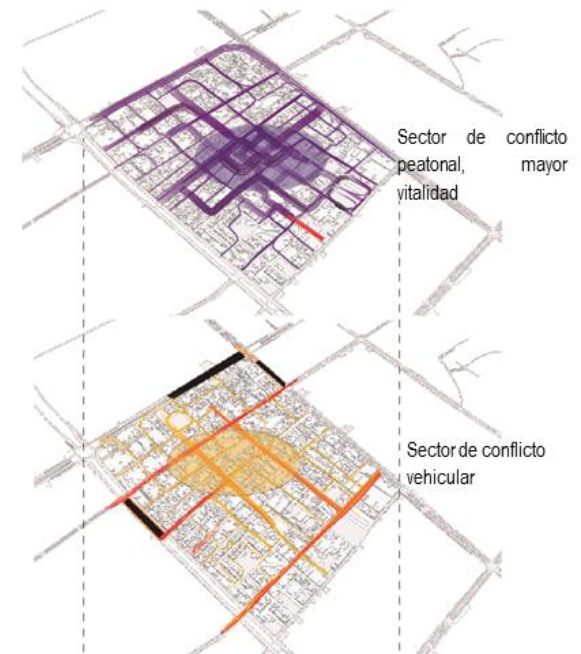 Sector de conflicto
peatonal, mayor
vitalidad
Sector de conflicto
vehicular